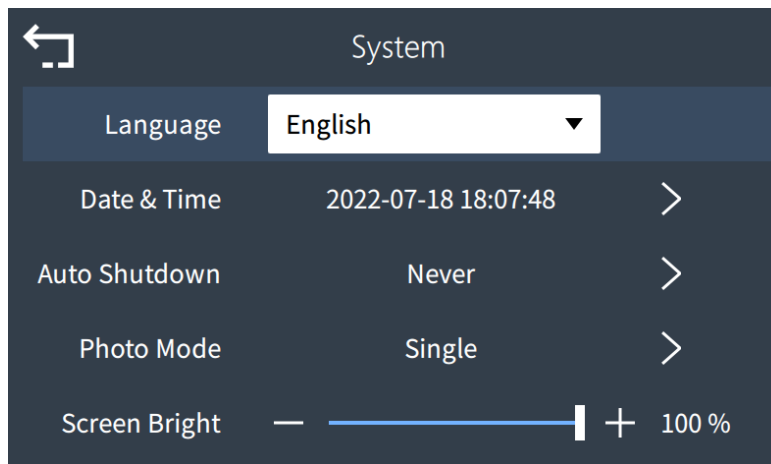 System
Language English
Date & Time 2022-07-18 18:07:48
Auto Shutdown Never
Photo Mode Single
Screen Bright 100 %